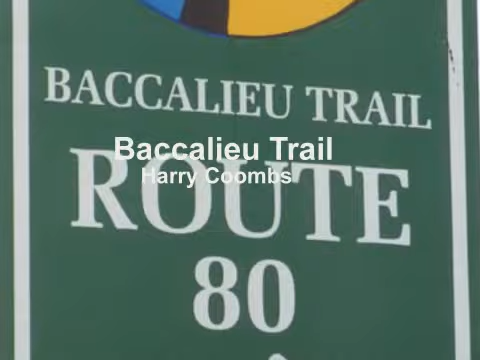 BACCALIEU TRAIL
Baccalieu Trail
ROUTE
Harry Coombs
80